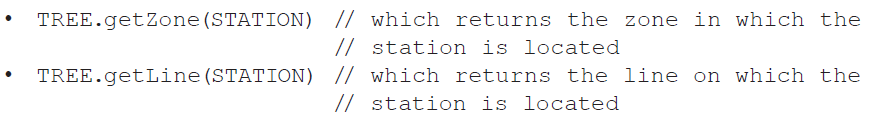 • TREE.getZone(STATION) // which returns the zone in which the
// station is located
• TREE.getLine(STATION) // which returns the line on which the
// station is located